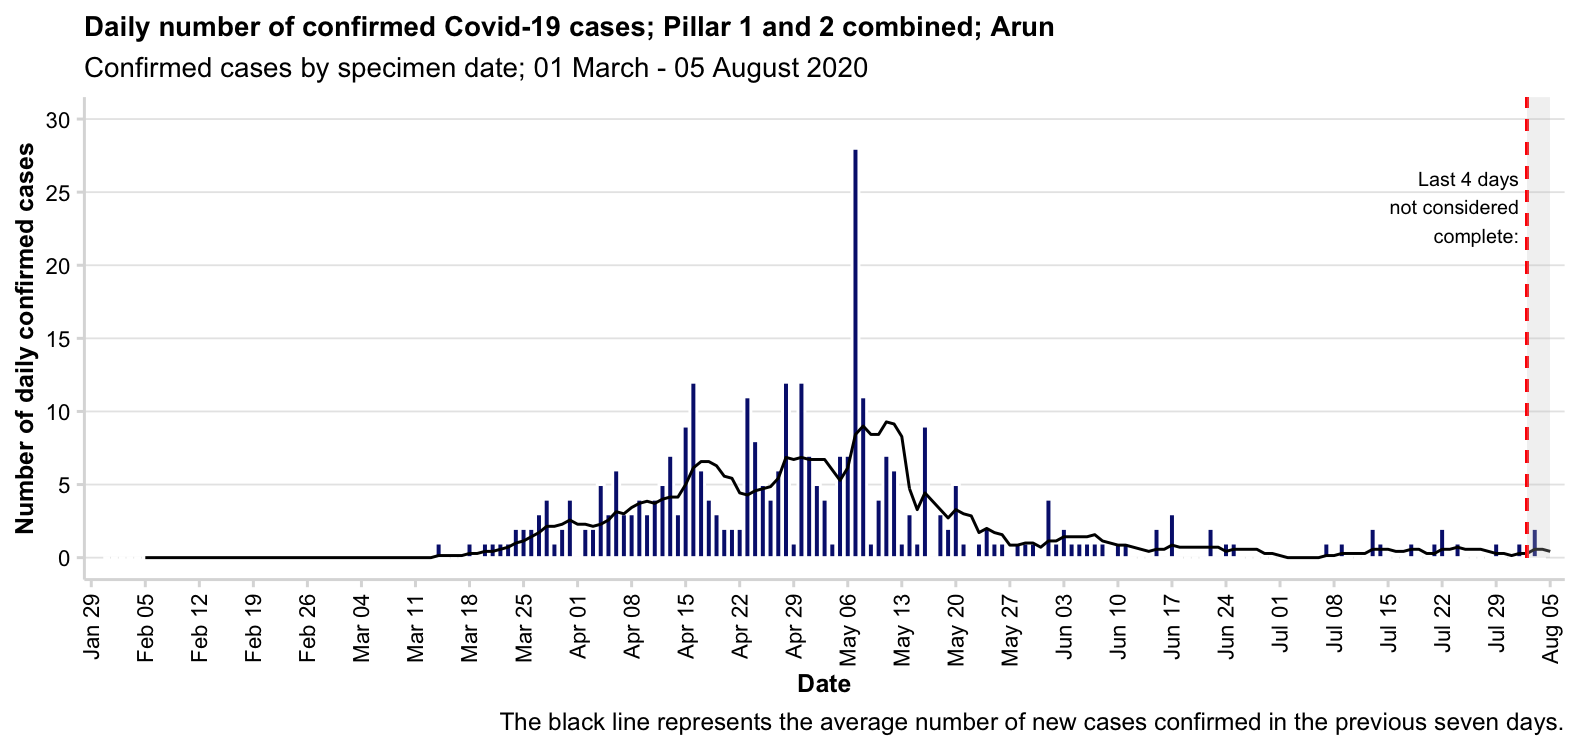 Daily number of confirmed Covid-19 cases; Pillar 1 and 2 combined; Arun
Confirmed cases by specimen date; 01 March - 05 August 2020
Number of daily confirmed cases
30
25
20
15
10
5
0
Last 4 days
not considered
complete:
Jan 29
Feb 05
Feb 12
Feb 19
Feb 26
Mar 04
Mar 11
Mar 18
Mar 25
Apr 01
Apr 08
Apr 15
Apr 22
Apr 29
May 06
May 13
May 20
May 27
Jun 03
Jun 10
Jun 17
Jun 24
Jul 01
Jul 08
Jul 15
Jul 22
Jul 29
Aug 05
Date
The black line represents the average number of new cases confirmed in the previous seven days.